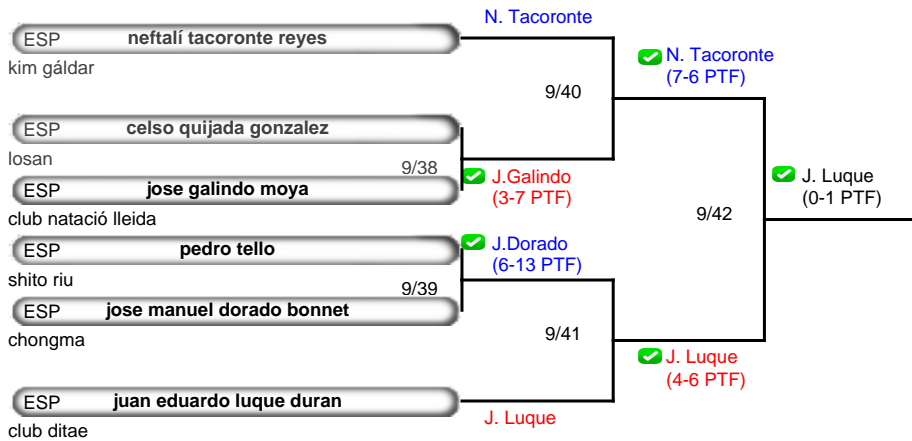 N. Tacoronte
ESP neftalí tacoronte reyes
kim gáldar
N. Tacoronte
(7-6 PTF)
9/40
ESP celso quijada gonzalez
losan
9/38
J.Galindo
(3-7 PTF)
ESP jose galindo moya
club natació lleida
J. Luque
(0-1 PTF)
9/42
ESP pedro tello
shito riu
J.Dorado
(6-13 PTF)
9/39
ESP jose manuel dorado bonnet
chongma
9/41
J. Luque
(4-6 PTF)
ESP juan eduardo luque duran
club ditae
J. Luque